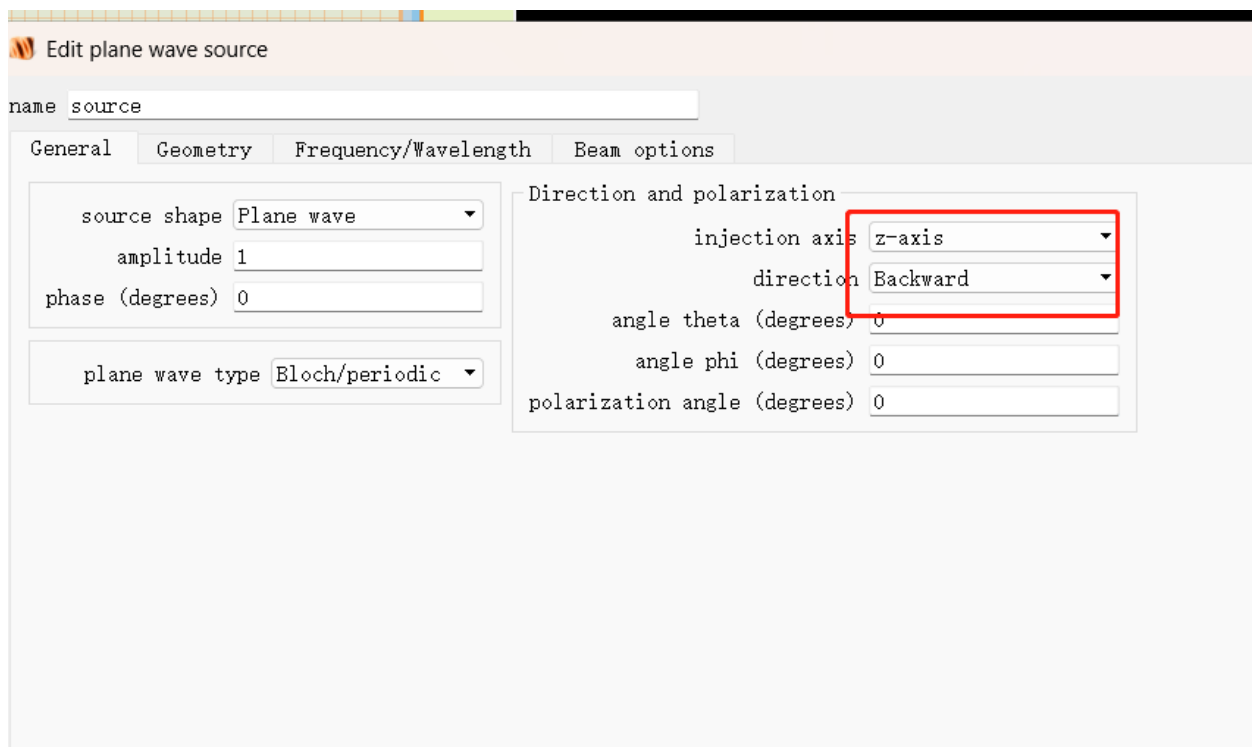 Edit plane wave source
name source
General Geometry Frequency/Wavelength Beam options
source shape Plane wave
amplitude 1
phase (degrees) 0
plane wave type Bloch/periodic
Direction and polarization
injection axis z-axis
direction Backward
angle theta (degrees) 0
angle phi (degrees) 0
polarization angle (degrees) 0